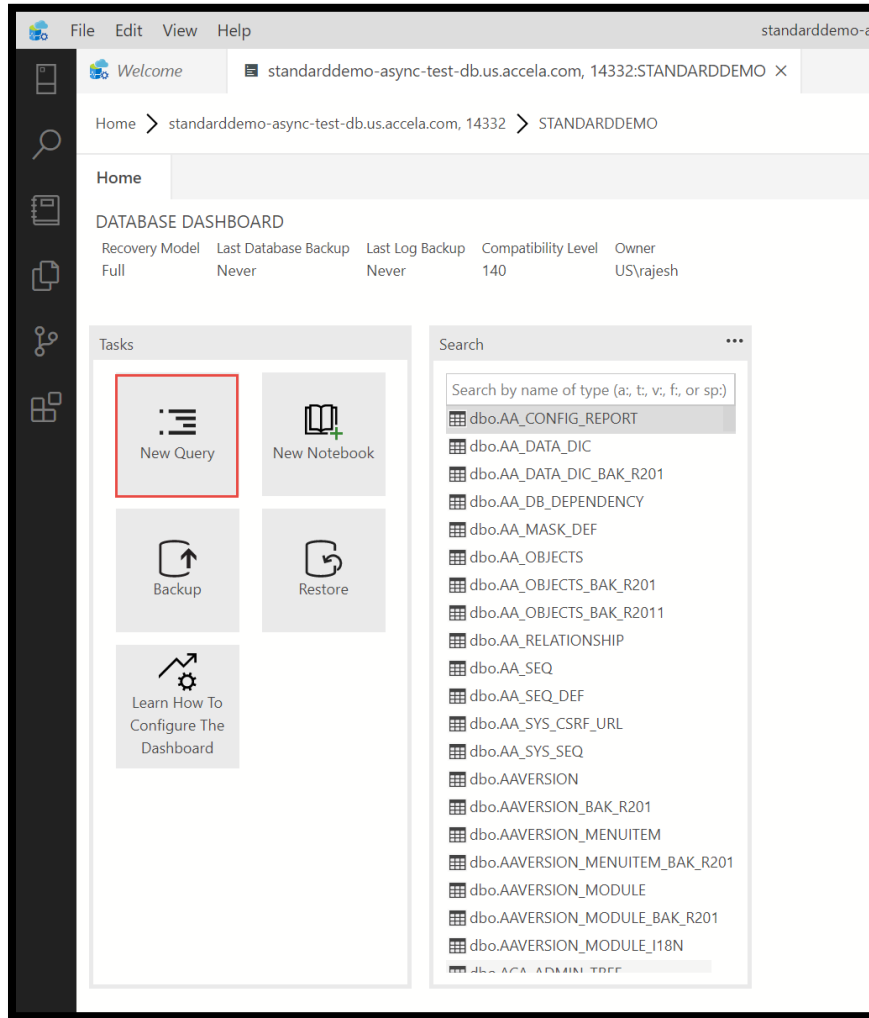 File Edit View Help
standarddemo-a
Welcome
standarddemo-async-test-db.us.accela.com, 14332:STANDARDDEMO
Home standarddemo-async-test-db.us.accela.com, 14332 STANDARDDEMO
Home
DATABASE DASHBOARD
Recovery Model Last Database Backup Last Log Backup Compatibility Level Owner
Full Never Never 140 US\rajesh
Tasks
New Query
New Notebook
Backup
Restore
Learn How To
Configure The
Dashboard
Search
Search by name of type (a:, t:, v:, f:, or sp:)
dbo.AA_CONFIG_REPORT
dbo.AA_DATA_DIC
dbo.AA_DATA_DIC_BAK_R201
dbo.AA_DB_DEPENDENCY
dbo.AA_MASK_DEF
dbo.AA_OBJECTS
dbo.AA_OBJECTS_BAK_R201
dbo.AA_OBJECTS_BAK_R2011
dbo.AA_RELATIONSHIP
dbo.AA_SEQ
dbo.AA_SEQ_DEF
dbo.AA_SYS_CSRF_URL
dbo.AA_SYS_SEQ
dbo.AAVERSION
dbo.AAVERSION_BAK_R201
dbo.AAVERSION_MENUITEM
dbo.AAVERSION_MENUITEM_BAK_R201
dbo.AAVERSION_MODULE
dbo.AAVERSION_MODULE_BAK_R201
dbo.AAVERSION_MODULE_I18N
dbo.ACA_ADMIN_TREE